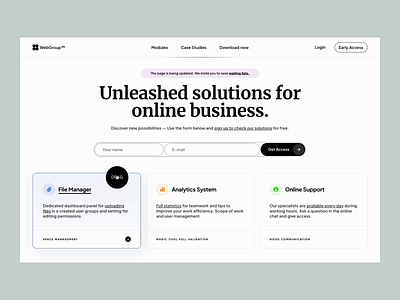 WebGroup™
Modules
Case Studies
Download now
Login
Early Access
The page is being updated. We invite you to save waiting lists.
Unleashed solutions for
online business.
Discover new possibilities — Use the form below and sign up to check our solutions for free.
Your name
E-mail
Get Access
File Manager
Dedicated dashboard panel for uploading
files in a created user groups and setting for
editing permissions.
SPACE MANAGEMENT
Analytics System
Full statistics for teamwork and tips to
improve your work efficiency. Scope of work
and user management.
MAGIC TOOL FULL ANIVATION
Online Support
Our specialists are available every day during
working hours. Ask a question in the online
chat and give access.
NODE COMMUNICATION